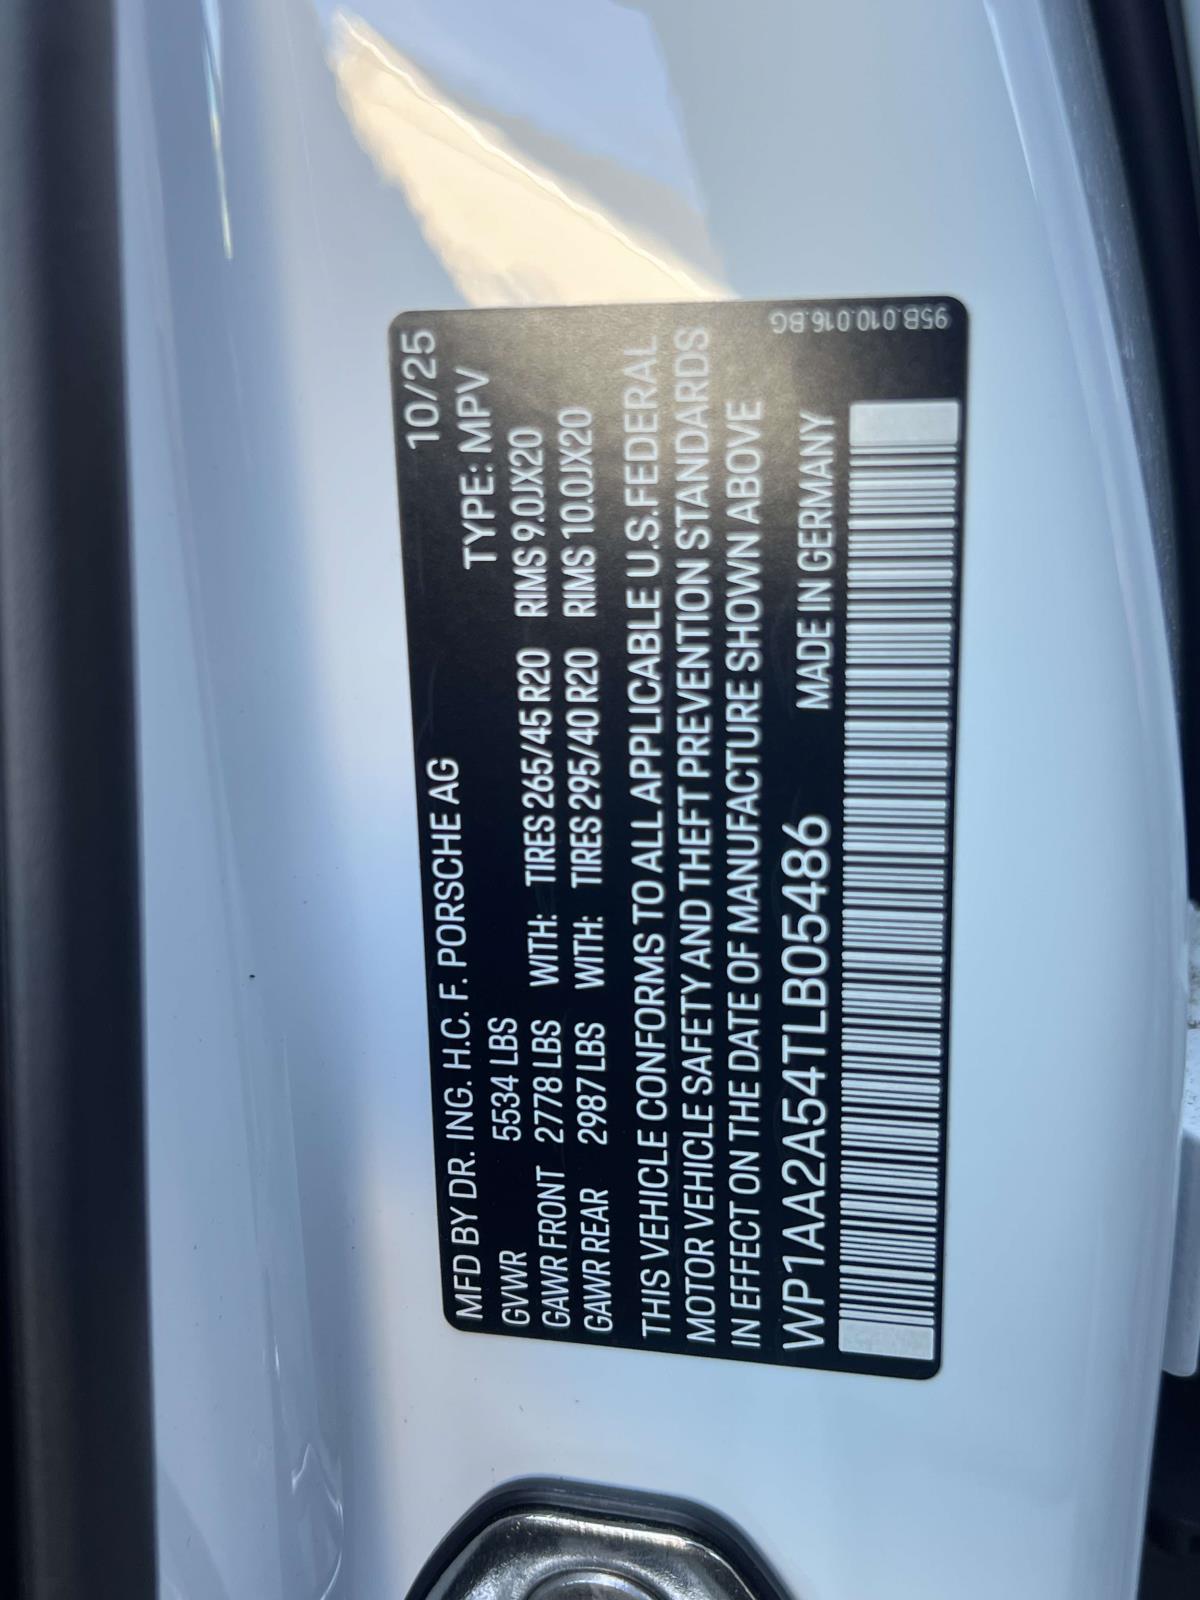 MFD BY DR. ING. H.C. F. PORSCHE AG 10/25
GVWR 5534 LBS TYPE: MPV
GAWR FRONT 2778 LBS WITH: TIRES 265/45 R20 RIMS 9.0JX20
GAWR REAR 2987 LBS WITH: TIRES 295/40 R20 RIMS 10.0JX20
THIS VEHICLE CONFORMS TO ALL APPLICABLE U.S.FEDERAL
MOTOR VEHICLE SAFETY AND THEFT PREVENTION STANDARDS
IN EFFECT ON THE DATE OF MANUFACTURE SHOWN ABOVE
WP1AA2A54TLB05486 MADE IN GERMANY
95B.010.016.BG